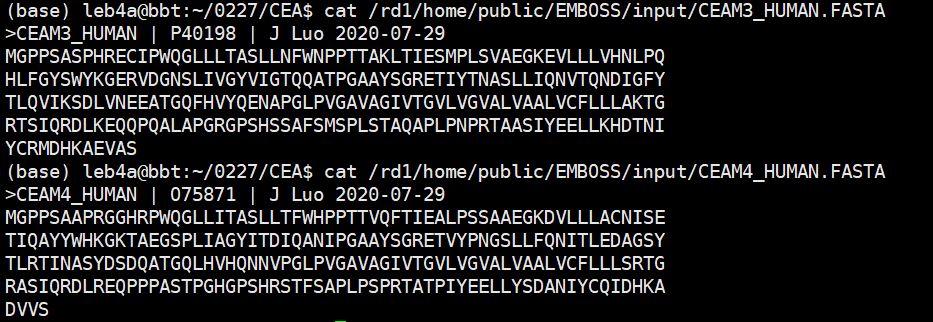 (base) leb4a@bbt:~/0227/CEA$ cat /rd1/home/public/EMBOSS/input/CEAM3_HUMAN.FASTA
>CEAM3_HUMAN | P40198 | J Luo 2020-07-29
MGPPSASPHRECIPWQGLLLTASLLNFWNPPTTAKLTIESMPLSVAEGKEVLLLVHNLPQ
HLFGYSWYKGERVDGNSLIVGYVIGTQQATPGAAYSGRETIYTNASLLIQNVTQNDIGFY
TLQVIKSDLVNEEATGQFHVYQENAPGLPVGAVAGIVTGVLVGVALVAALVCFLLLAKTG
RTSIQRDLKEQQPQALAPGRGPSHSSAFSMSPLSTAQAPLPNPRTAASIYEELLKHDTNI
YCRMDHKAEVAS
(base) leb4a@bbt:~/0227/CEA$ cat /rd1/home/public/EMBOSS/input/CEAM4_HUMAN.FASTA
>CEAM4_HUMAN | O75871 | J Luo 2020-07-29
MGPPSAAPRGGHRPWQGLLITASLLTFWHPPTTVQFTIEALPSSAAEGKDVLLLACNISE
TIQAYYWHKGKTAEGSPLIAGYITDIQANIPGAAYSGRETVYPNGSLLFQNITLEDAGSY
TLRTINASYDSDQATGQLHVHQNNVPGLPVGAVAGIVTGVLVGVALVAALVCFLLLSRTG
RASIQRDLREQPPPASTPGHGPSHRSTFSAPLPSPRTATPIYEELLYSDANIYCQIDHKA
DVVS